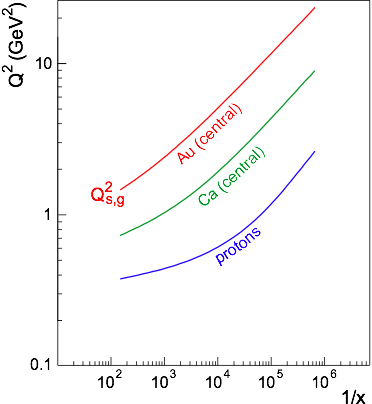 Q² (GeV²)
10
Au (central)
Ca (central)
Q²s,g
1
protons
0.1
10² 10³ 10⁴ 10⁵ 10⁶
1/x